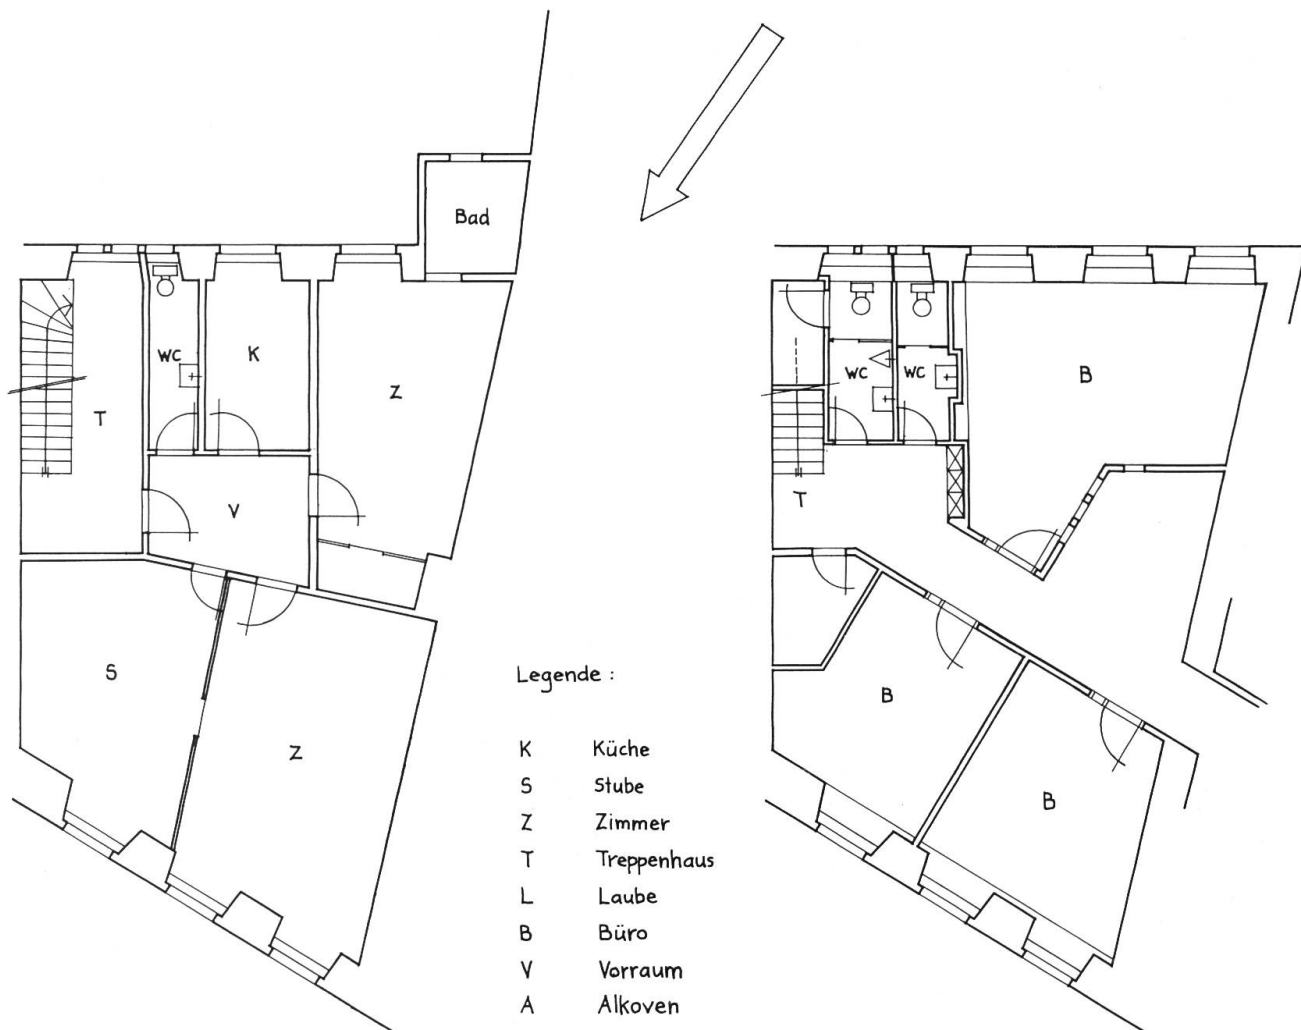 Bad
WC
K
Z
T
V
S
Z
WC
WC
B
T
B
B
Legende :
K Küche
S Stube
Z Zimmer
T Treppenhaus
L Laube
B Büro
V Vorraum
A Alkoven